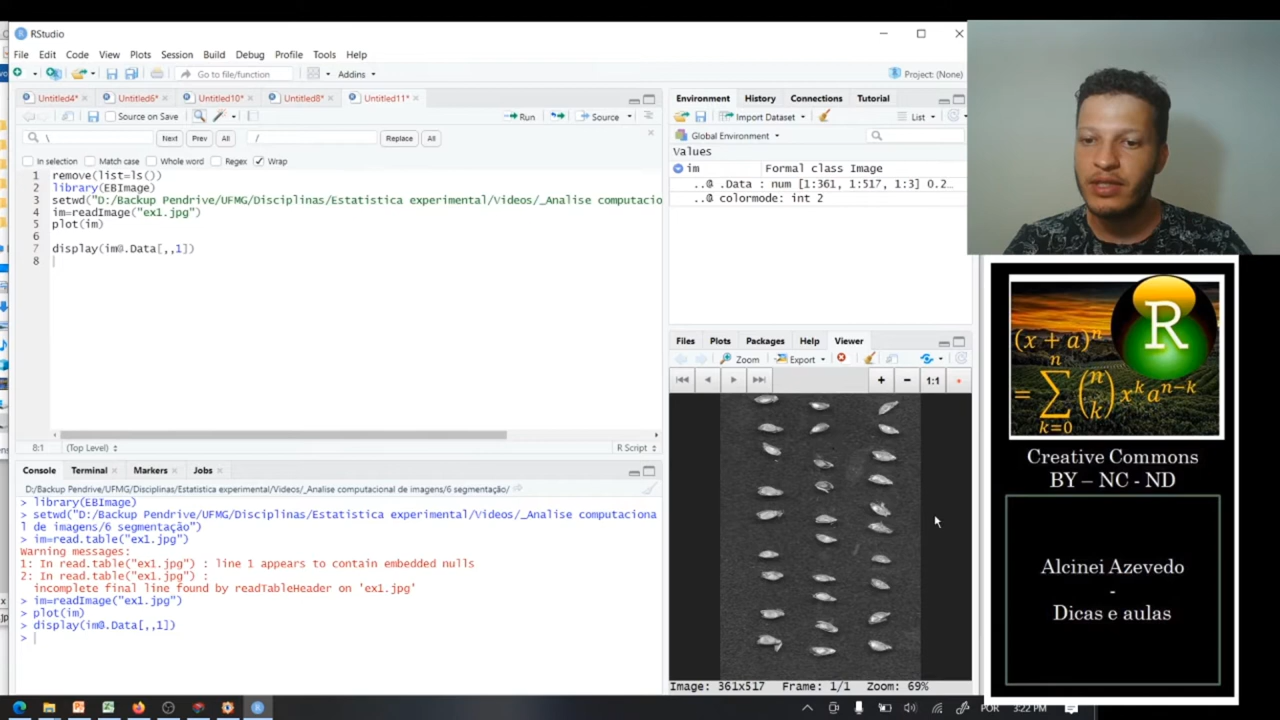 RStudio
File Edit Code View Plots Session Build Debug Profile Tools Help
Go to file/function Addins Project: (None)
Untitled4* Untitled6* Untitled10* Untitled8* Untitled11*
Source on Save Run Source
\ Next Prev All / Replace All
In selection Match case Whole word Regex Wrap
1 remove(list=ls())
2 library(EBImage)
3 setwd("D:/Backup Pendrive/UFMG/Disciplinas/Estatistica experimental/Videos/_Analise computacio
4 im=readImage("ex1.jpg")
5 plot(im)
6
7 display(im@.Data[,,1])
8
8:1 (Top Level) R Script
Console Terminal Markers Jobs
D:/Backup Pendrive/UFMG/Disciplinas/Estatistica experimental/Videos/_Analise computacional de imagens/6 segmentação/
> library(EBImage)
> setwd("D:/Backup Pendrive/UFMG/Disciplinas/Estatistica experimental/Videos/_Analise computaciona
l de imagens/6 segmentação")
> im=read.table("ex1.jpg")
Warning messages:
1: In read.table("ex1.jpg") : line 1 appears to contain embedded nulls
2: In read.table("ex1.jpg") :
incomplete final line found by readTableHeader on 'ex1.jpg'
> im=readImage("ex1.jpg")
> plot(im)
> display(im@.Data[,,1])
>
Environment History Connections Tutorial
Import Dataset List
Global Environment
Values
im Formal class Image
..@ .Data : num [1:361, 1:517, 1:3] 0.2…
..@ colormode: int 2
Files Plots Packages Help Viewer
Zoom Export
1:1
Image: 361x517 Frame: 1/1 Zoom: 69%
R
(x + a)^n
n
= ∑ (n k) x^k a^{n−k}
k=0
Creative Commons
BY – NC - ND
Alcinei Azevedo
-
Dicas e aulas
POR 3:22 PM